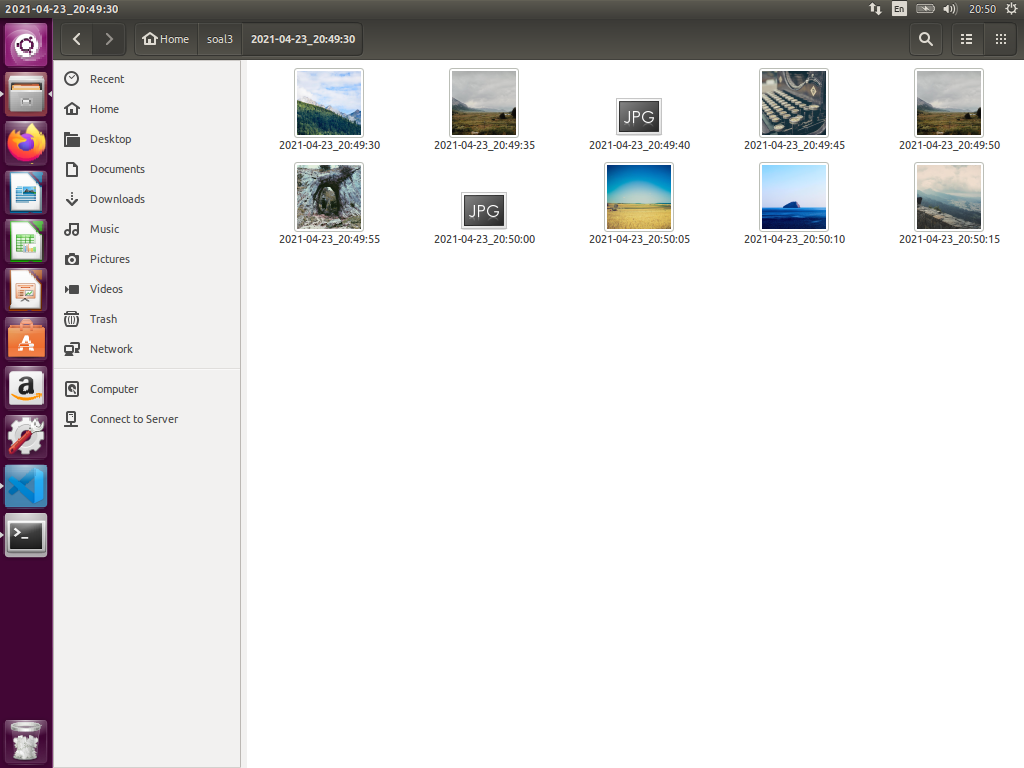 2021-04-23_20:49:30
En
20:50
Home
soal3
2021-04-23_20:49:30
Recent
Home
Desktop
Documents
Downloads
Music
Pictures
Videos
Trash
Network
Computer
Connect to Server
JPG
2021-04-23_20:49:30
2021-04-23_20:49:35
2021-04-23_20:49:40
2021-04-23_20:49:45
2021-04-23_20:49:50
JPG
2021-04-23_20:49:55
2021-04-23_20:50:00
2021-04-23_20:50:05
2021-04-23_20:50:10
2021-04-23_20:50:15